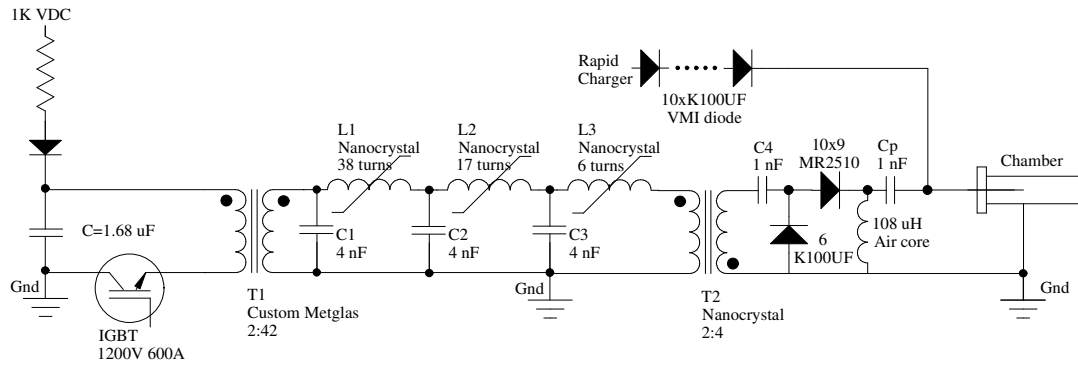 1K VDC
Rapid
Charger
10xK100UF
VMI diode
L1
Nanocrystal
38 turns
L2
Nanocrystal
17 turns
L3
Nanocrystal
6 turns
C4
1 nF
10x9
MR2510
Cp
1 nF
Chamber
C=1.68 uF
C1
4 nF
C2
4 nF
C3
4 nF
6
K100UF
108 uH
Air core
Gnd
IGBT
1200V 600A
T1
Custom Metglas
2:42
Gnd
T2
Nanocrystal
2:4
Gnd